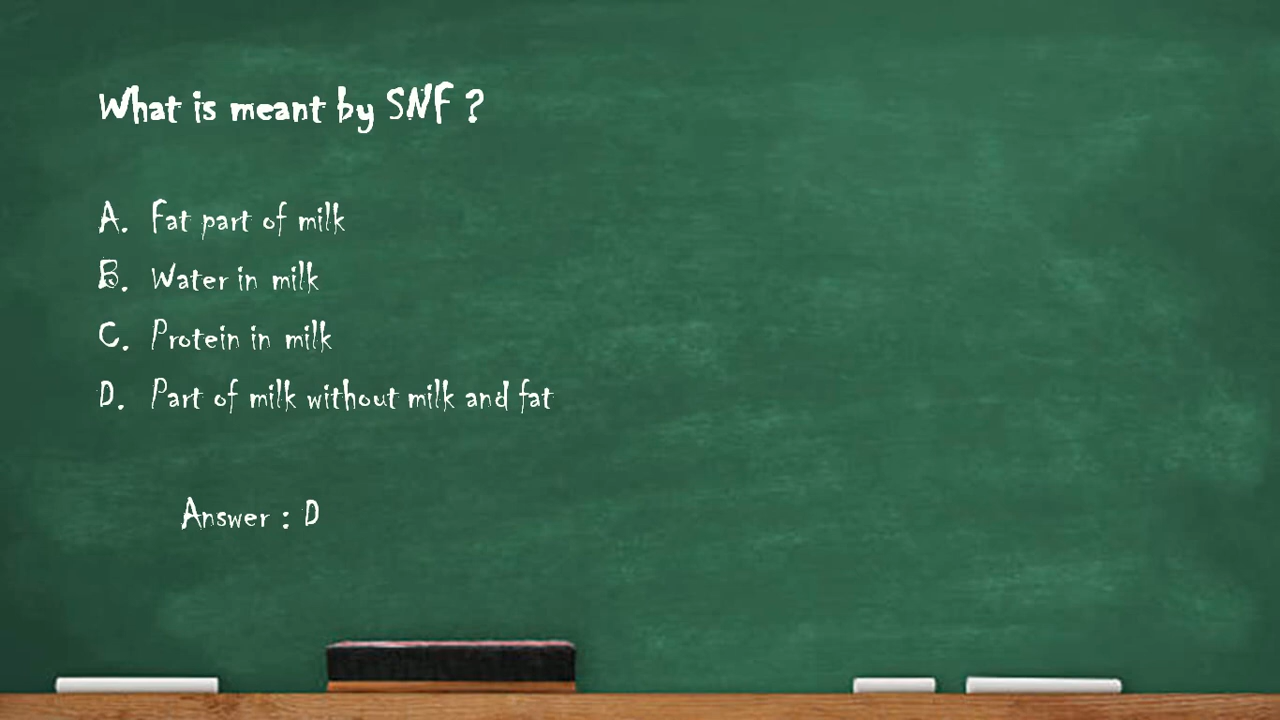 What is meant by SNF ?
A. Fat part of milk
B. Water in milk
C. Protein in milk
D. Part of milk without milk and fat
Answer : D